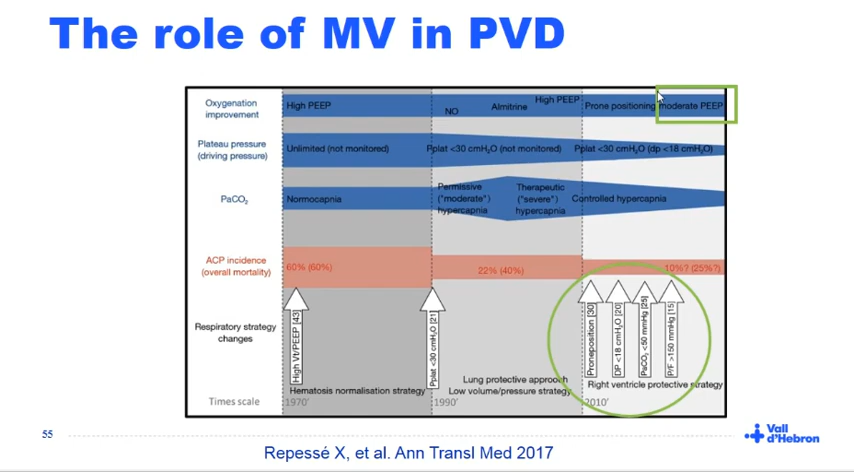 The role of MV in PVD
Oxygenation
improvement
High PEEP
NO
Almitrine
High PEEP
Prone positioning moderate PEEP
Plateau pressure
(driving pressure)
Unlimited (not monitored)
Pplat <30 cmH₂O (not monitored)
Pplat <30 cmH₂O (dp <18 cmH₂O)
PaCO₂
Normocapnia
Permissive
("moderate")
hypercapnia
Therapeutic
("severe")
hypercapnia
Controlled hypercapnia
ACP incidence
(overall mortality)
60% (60%)
22% (40%)
10%? (25%?)
Respiratory strategy
changes
High Vt/PEEP [43]
Pplat <30 cmH₂O [21]
Proneposition [30]
DP <18 cmH₂O [20]
PaCO₂ <50 mmHg [25]
P/F >150 mmHg [15]
Hematosis normalisation strategy
Lung protective approach
Low volume/pressure strategy
Right ventricle protective strategy
Times scale
1970'
1990'
2010'
55
Vall
d'Hebron
Repessé X, et al. Ann Transl Med 2017